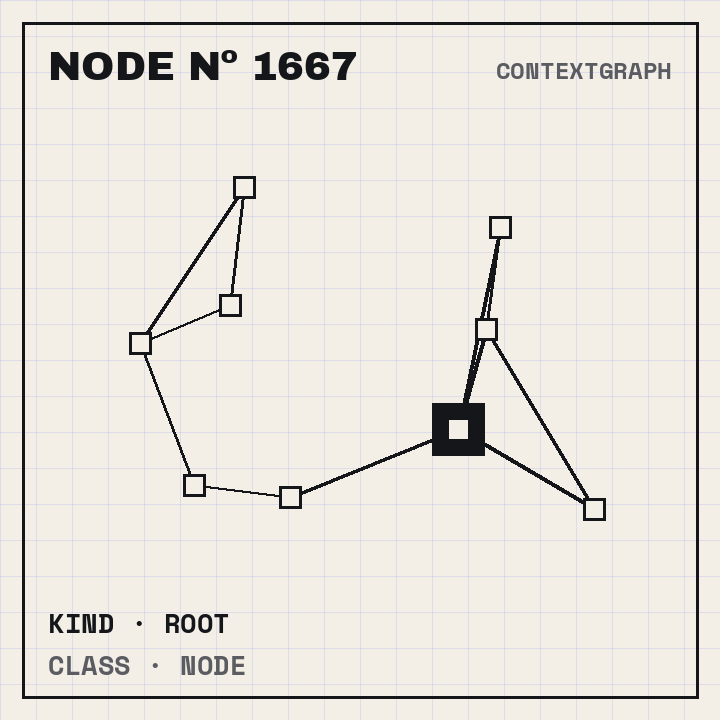 NODE Nº 1667
CONTEXTGRAPH
KIND · ROOT
CLASS · NODE